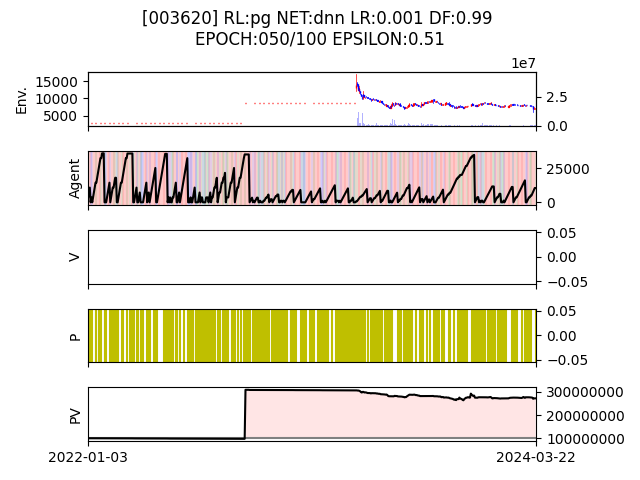 [003620] RL:pg NET:dnn LR:0.001 DF:0.99
EPOCH:050/100 EPSILON:0.51
1e7
Env.
15000
10000
5000
2.5
0.0
Agent
25000
0
V
0.05
0.00
−0.05
P
0.05
0.00
−0.05
PV
300000000
200000000
100000000
2022-01-03
2024-03-22